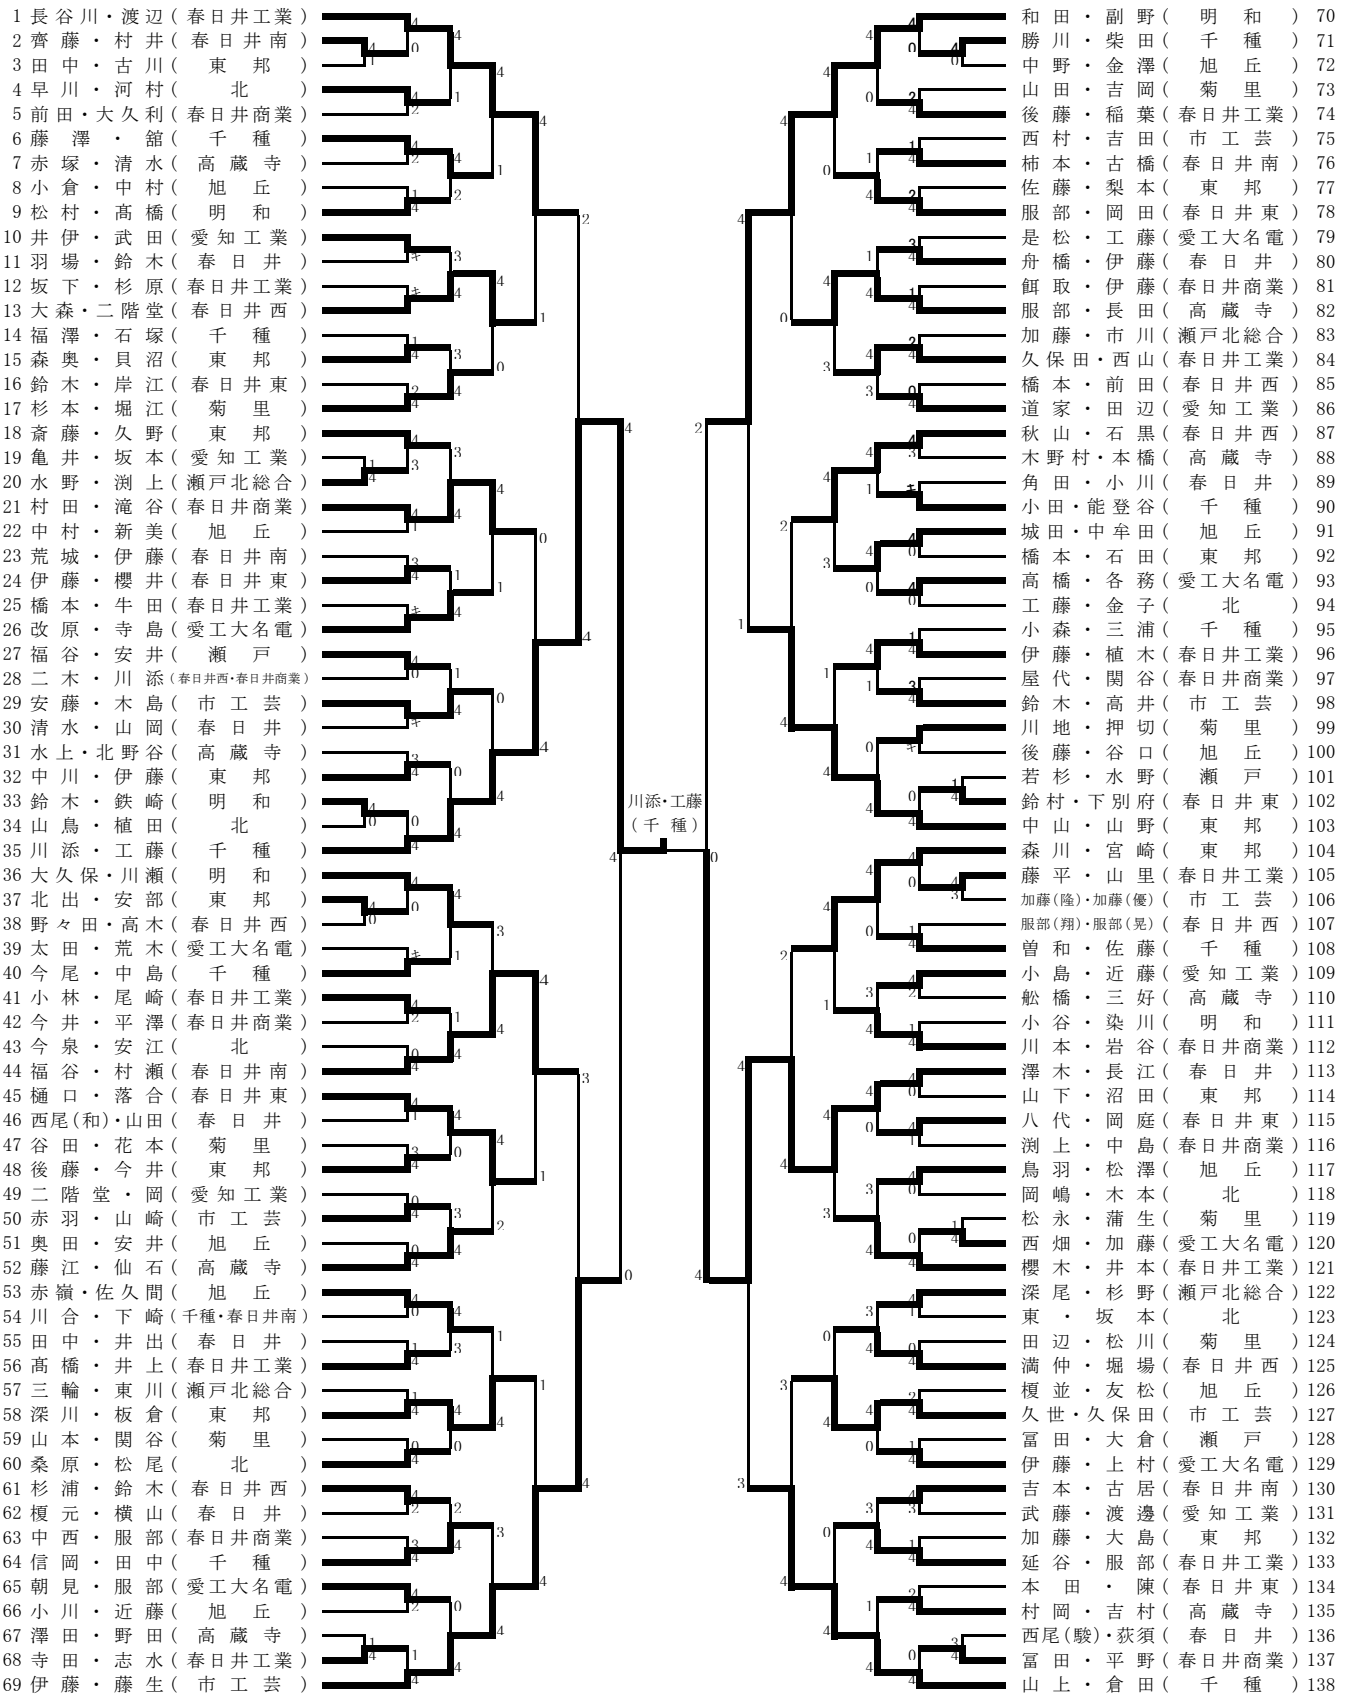 1 長谷川・渡辺(春日井工業)
2 齊藤・村井(春日井南)
3 田中・古川(東邦)
4 早川・河村(北)
5 前田・大久利(春日井商業)
6 藤澤・舘(千種)
7 赤塚・清水(高蔵寺)
8 小倉・中村(旭丘)
9 松村・髙橋(明和)
10 井伊・武田(愛知工業)
11 羽場・鈴木(春日井)
12 坂下・杉原(春日井工業)
13 大森・二階堂(春日井西)
14 福澤・石塚(千種)
15 森奥・貝沼(東邦)
16 鈴木・岸江(春日井東)
17 杉本・堀江(菊里)
18 斎藤・久野(東邦)
19 亀井・坂本(愛知工業)
20 水野・渕上(瀬戸北総合)
21 村田・滝谷(春日井商業)
22 中村・新美(旭丘)
23 荒城・伊藤(春日井南)
24 伊藤・櫻井(春日井東)
25 橋本・牛田(春日井工業)
26 改原・寺島(愛工大名電)
27 福谷・安井(瀬戸)
28 二木・川添(春日井西・春日井商業)
29 安藤・木島(市工芸)
30 清水・山岡(春日井)
31 水上・北野谷(高蔵寺)
32 中川・伊藤(東邦)
33 鈴木・鉄崎(明和)
34 山鳥・植田(北)
35 川添・工藤(千種)
36 大久保・川瀬(明和)
37 北出・安部(東邦)
38 野々田・高木(春日井西)
39 太田・荒木(愛工大名電)
40 今尾・中島(千種)
41 小林・尾崎(春日井工業)
42 今井・平澤(春日井商業)
43 今泉・安江(北)
44 福谷・村瀬(春日井南)
45 樋口・落合(春日井東)
46 西尾(和)・山田(春日井)
47 谷田・花本(菊里)
48 後藤・今井(東邦)
49 二階堂・岡(愛知工業)
50 赤羽・山崎(市工芸)
51 奥田・安井(旭丘)
52 藤江・仙石(高蔵寺)
53 赤嶺・佐久間(旭丘)
54 川合・下崎(千種・春日井南)
55 田中・井出(春日井)
56 髙橋・井上(春日井工業)
57 三輪・東川(瀬戸北総合)
58 深川・板倉(東邦)
59 山本・関谷(菊里)
60 桑原・松尾(北)
61 杉浦・鈴木(春日井西)
62 榎元・横山(春日井)
63 中西・服部(春日井商業)
64 信岡・田中(千種)
65 朝見・服部(愛工大名電)
66 小川・近藤(旭丘)
67 澤田・野田(高蔵寺)
68 寺田・志水(春日井工業)
69 伊藤・藤生(市工芸)
川添・工藤
(千種)
和田・副野(明和) 70
勝川・柴田(千種) 71
中野・金澤(旭丘) 72
山田・吉岡(菊里) 73
後藤・稲葉(春日井工業) 74
西村・吉田(市工芸) 75
柿本・古橋(春日井南) 76
佐藤・梨本(東邦) 77
服部・岡田(春日井東) 78
是松・工藤(愛工大名電) 79
舟橋・伊藤(春日井) 80
餌取・伊藤(春日井商業) 81
服部・長田(高蔵寺) 82
加藤・市川(瀬戸北総合) 83
久保田・西山(春日井工業) 84
橋本・前田(春日井西) 85
道家・田辺(愛知工業) 86
秋山・石黒(春日井西) 87
木野村・本橋(高蔵寺) 88
角田・小川(春日井) 89
小田・能登谷(千種) 90
城田・中牟田(旭丘) 91
橋本・石田(東邦) 92
高橋・各務(愛工大名電) 93
工藤・金子(北) 94
小森・三浦(千種) 95
伊藤・植木(春日井工業) 96
屋代・関谷(春日井商業) 97
鈴木・高井(市工芸) 98
川地・押切(菊里) 99
後藤・谷口(旭丘) 100
若杉・水野(瀬戸) 101
鈴村・下別府(春日井東) 102
中山・山野(東邦) 103
森川・宮崎(東邦) 104
藤平・山里(春日井工業) 105
加藤(隆)・加藤(優)(市工芸) 106
服部(翔)・服部(晃)(春日井西) 107
曽和・佐藤(千種) 108
小島・近藤(愛知工業) 109
舩橋・三好(高蔵寺) 110
小谷・染川(明和) 111
川本・岩谷(春日井商業) 112
澤木・長江(春日井) 113
山下・沼田(東邦) 114
八代・岡庭(春日井東) 115
渕上・中島(春日井商業) 116
鳥羽・松澤(旭丘) 117
岡嶋・木本(北) 118
松永・蒲生(菊里) 119
西畑・加藤(愛工大名電) 120
櫻木・井本(春日井工業) 121
深尾・杉野(瀬戸北総合) 122
東・坂本(北) 123
田辺・松川(菊里) 124
満仲・堀場(春日井西) 125
榎並・友松(旭丘) 126
久世・久保田(市工芸) 127
冨田・大倉(瀬戸) 128
伊藤・上村(愛工大名電) 129
吉本・古居(春日井南) 130
武藤・渡邊(愛知工業) 131
加藤・大島(東邦) 132
延谷・服部(春日井工業) 133
本田・陳(春日井東) 134
村岡・吉村(高蔵寺) 135
西尾(駿)・荻須(春日井) 136
冨田・平野(春日井商業) 137
山上・倉田(千種) 138